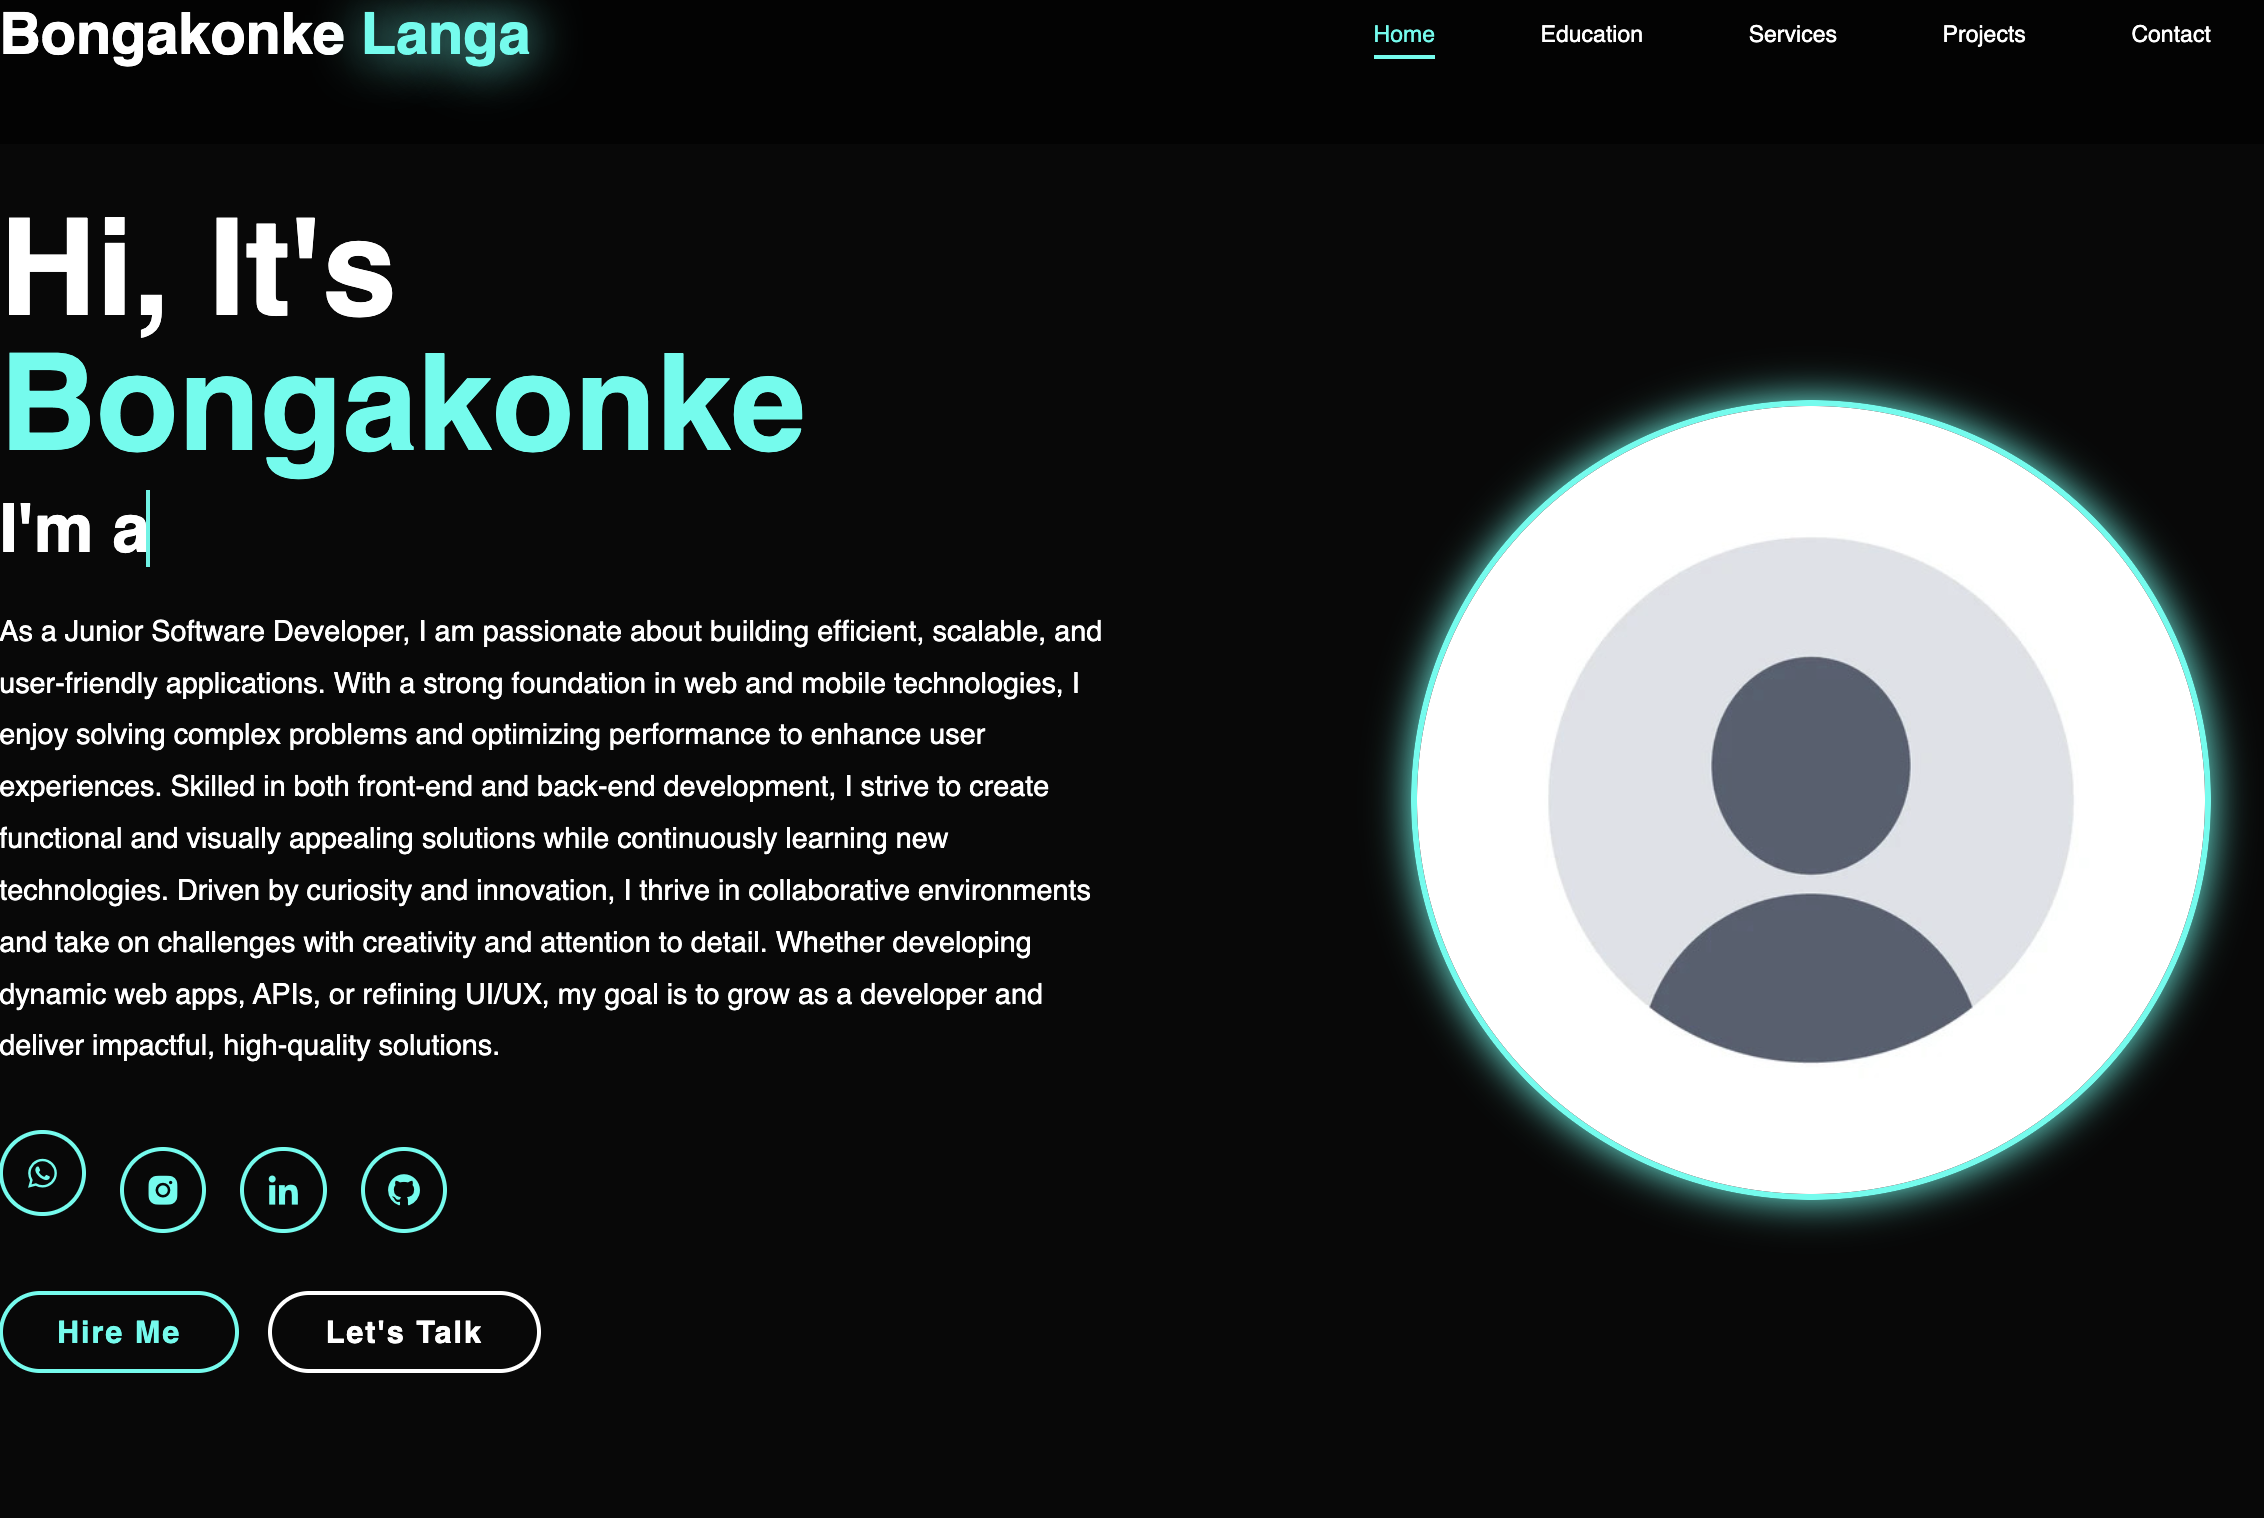 Bongakonke Langa
Home Education Services Projects Contact
Hi, It's
Bongakonke
I'm a
As a Junior Software Developer, I am passionate about building efficient, scalable, and
user-friendly applications. With a strong foundation in web and mobile technologies, I
enjoy solving complex problems and optimizing performance to enhance user
experiences. Skilled in both front-end and back-end development, I strive to create
functional and visually appealing solutions while continuously learning new
technologies. Driven by curiosity and innovation, I thrive in collaborative environments
and take on challenges with creativity and attention to detail. Whether developing
dynamic web apps, APIs, or refining UI/UX, my goal is to grow as a developer and
deliver impactful, high-quality solutions.
in
Hire Me Let's Talk